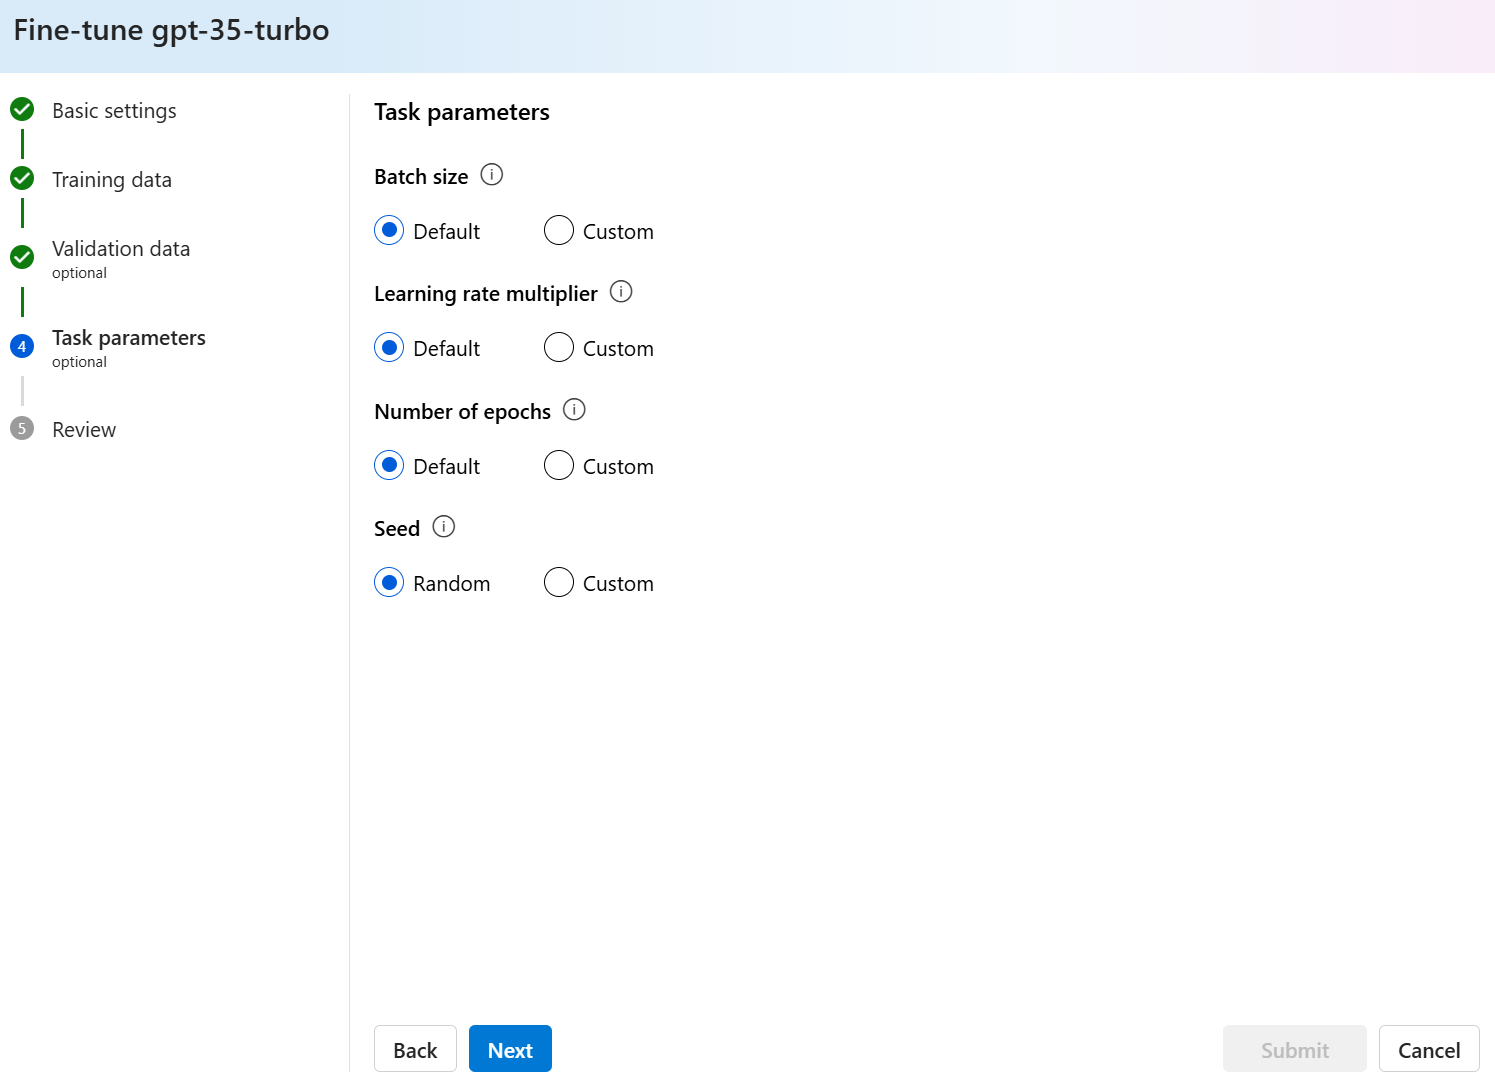 Fine-tune gpt-35-turbo
Basic settings
Training data
Validation data
optional
4 Task parameters
optional
5 Review
Task parameters
Batch size
Default Custom
Learning rate multiplier
Default Custom
Number of epochs
Default Custom
Seed
Random Custom
Back Next Submit Cancel